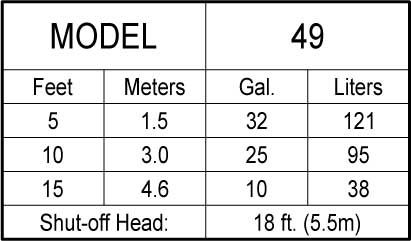 MODEL 49
Feet Meters Gal. Liters
5 1.5 32 121
10 3.0 25 95
15 4.6 10 38
Shut-off Head: 18 ft. (5.5m)